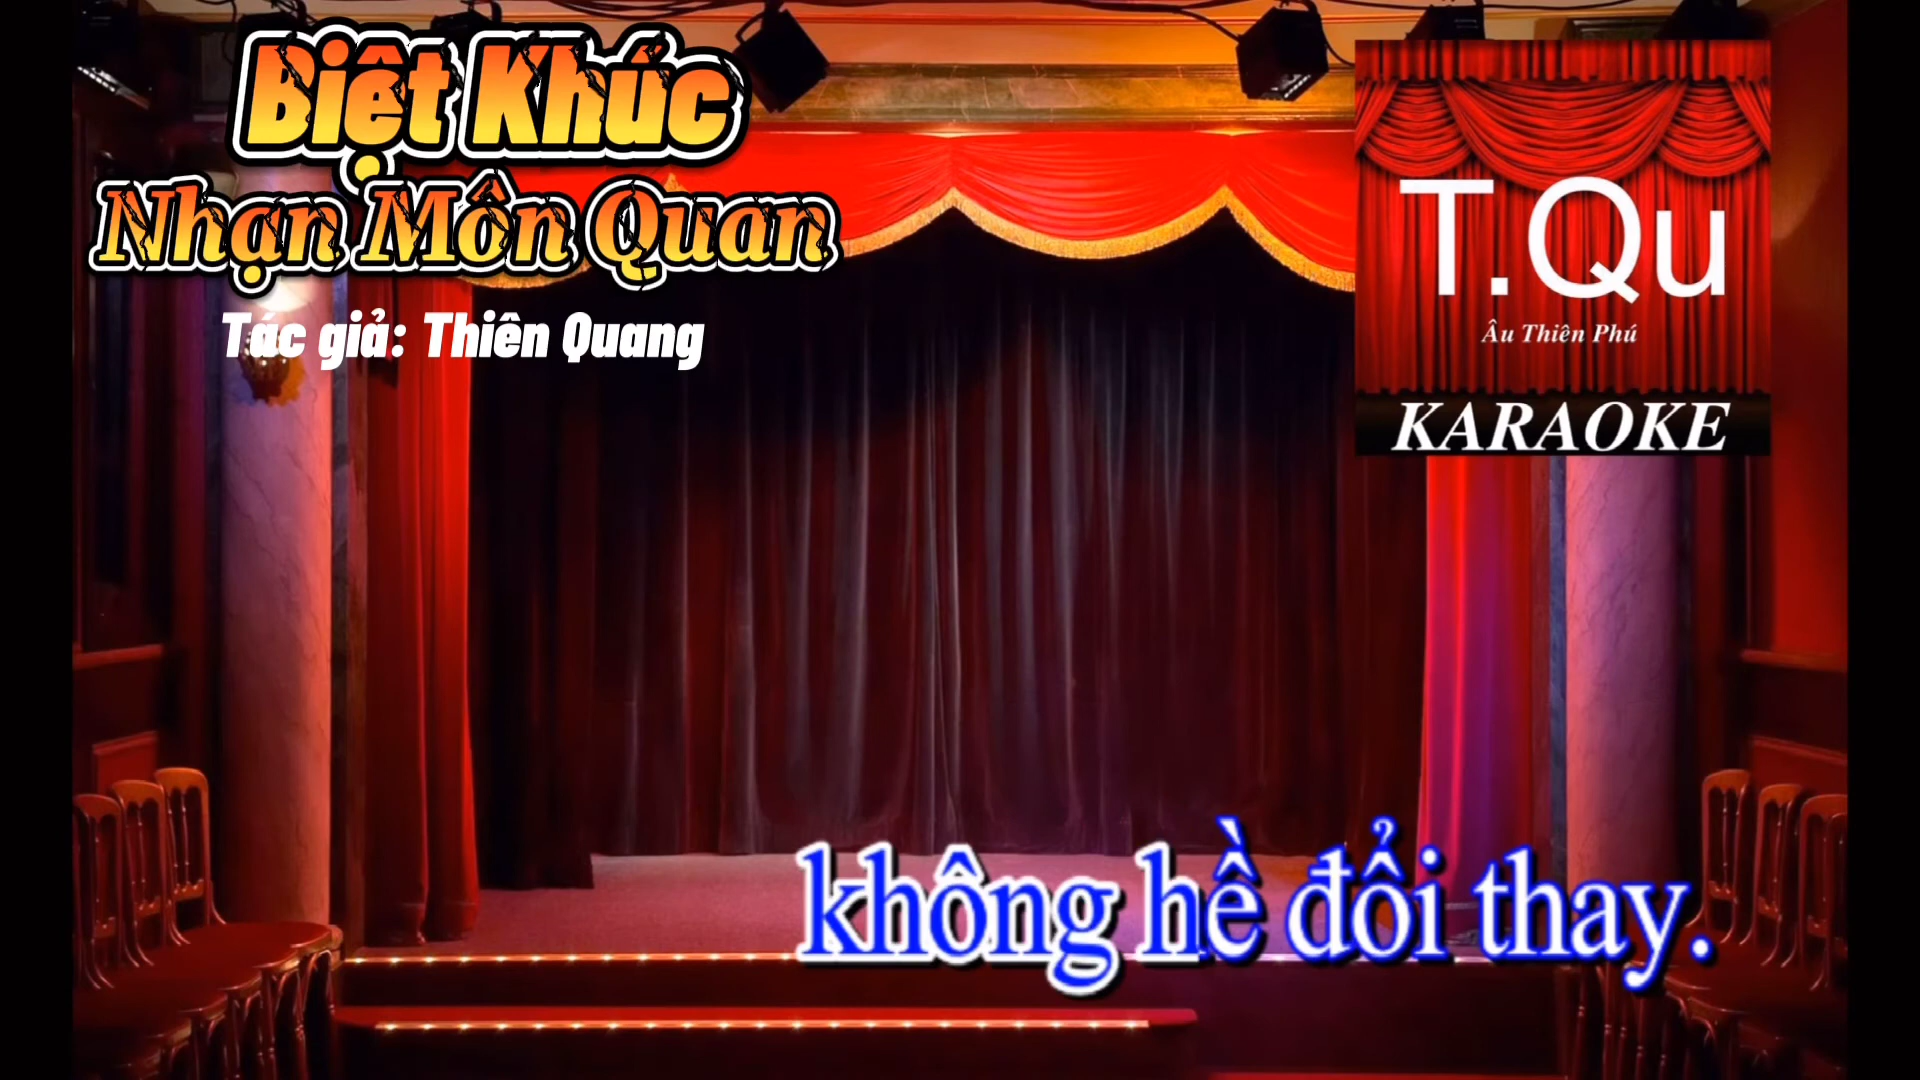 Biệt Khúc
Nhạn Môn Quan
Tác giả: Thiên Quang
T.Qu
Âu Thiên Phú
KARAOKE
không hề đổi thay.